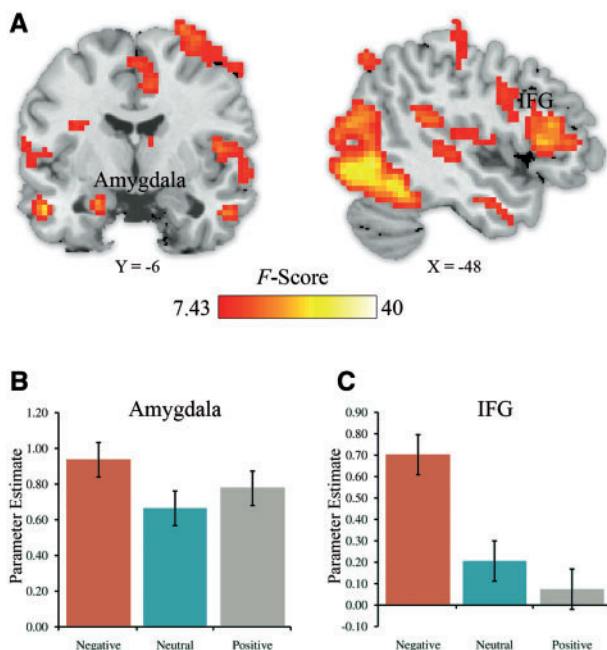 A
IFG
Amygdala
Y = -6
X = -48
F-Score
7.43
40
B
Amygdala
Parameter Estimate
1.20
1.00
0.80
0.60
0.40
0.20
0.00
Negative Neutral Positive
C
IFG
Parameter Estimate
0.90
0.80
0.70
0.60
0.50
0.40
0.30
0.20
0.10
0.00
-0.10
Negative Neutral Positive